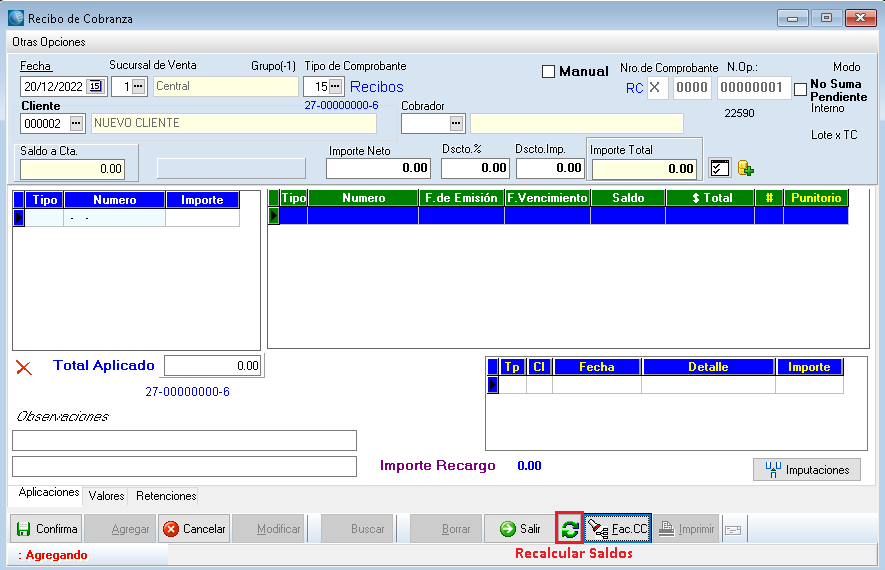 Recibo de Cobranza
Otras Opciones
Fecha Sucursal de Venta Grupo(-1) Tipo de Comprobante Manual Nro.de Comprobante N.Op.: Modo
20/12/2022 15 1 Central 15 Recibos RC X 0000 00000001 No Suma Pendiente
27-00000000-6 22590 Interno
Cliente Cobrador
000002 NUEVO CLIENTE Lote x TC
Saldo a Cta. Importe Neto Dscto.% Dscto.Imp. Importe Total
0.00 0.00 0.00 0.00 0.00
Tipo Numero Importe
- -
Tipo Numero F.de Emisión F.Vencimiento Saldo $ Total # Punitorio
Total Aplicado 0.00
27-00000000-6
Tp Cl Fecha Detalle Importe
Observaciones
Importe Recargo 0.00
Imputaciones
Aplicaciones Valores Retenciones
Confirma Agregar Cancelar Modificar Buscar Borrar Salir Fac.CC Imprimir
: Agregando Recalcular Saldos